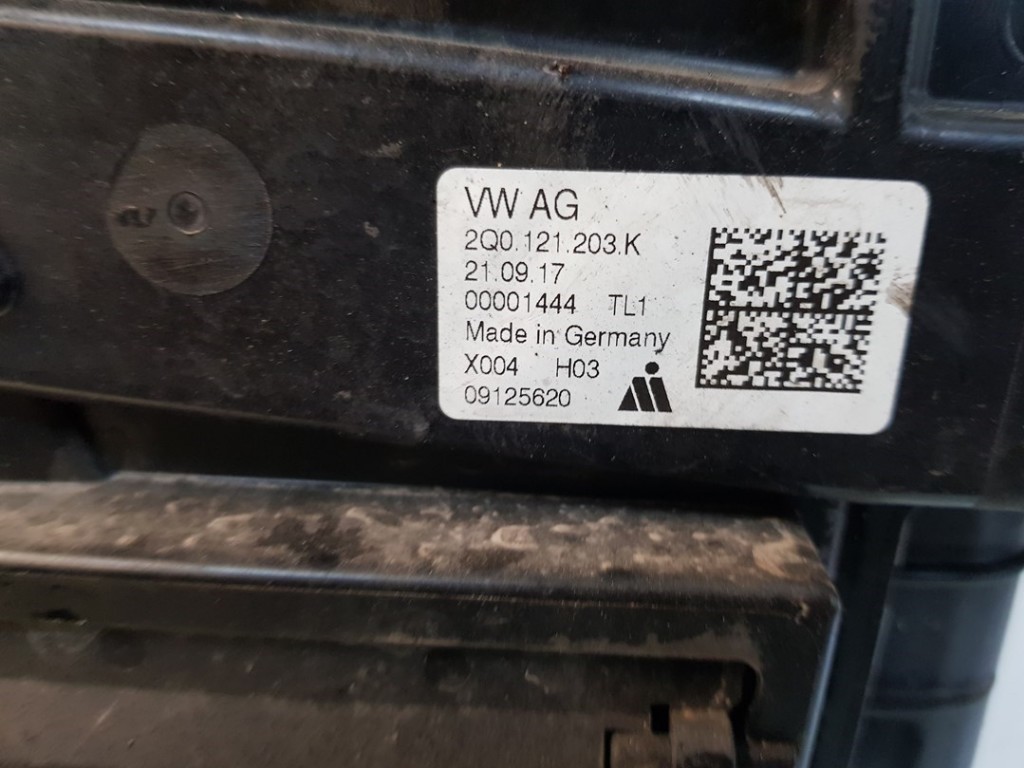 VW AG
2Q0.121.203.K
21.09.17
00001444 TL1
Made in Germany
X004 H03
09125620